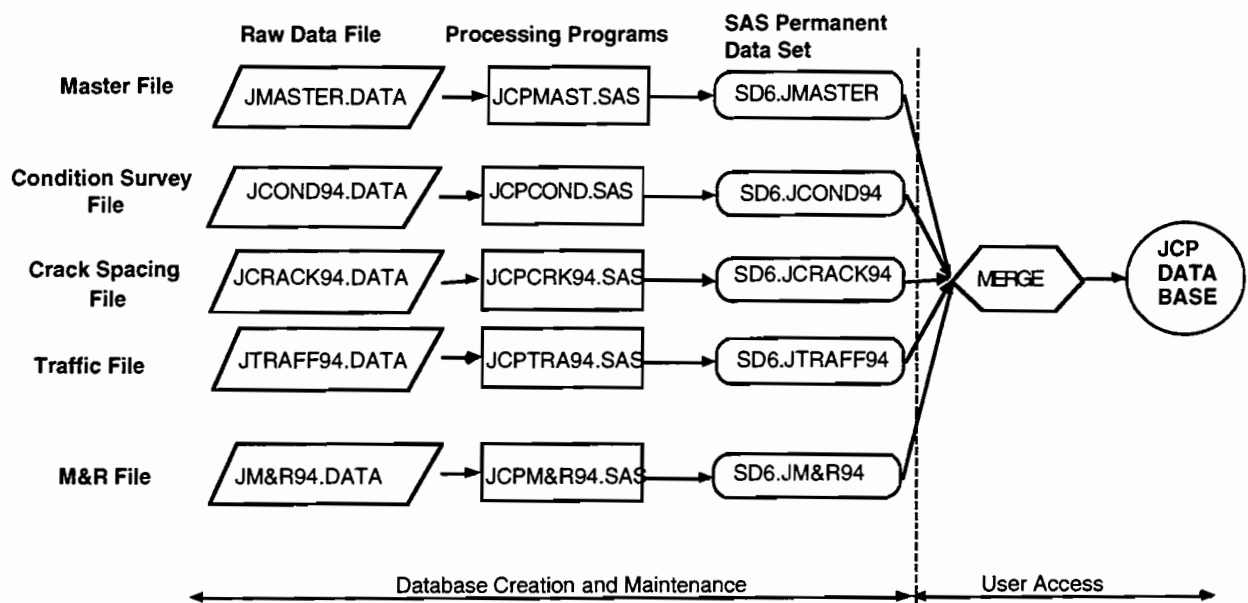 Raw Data File
Processing Programs
SAS Permanent
Data Set
Master File
JMASTER.DATA
JCPMAST.SAS
SD6.JMASTER
Condition Survey
File
JCOND94.DATA
JCPCOND.SAS
SD6.JCOND94
Crack Spacing
File
JCRACK94.DATA
JCPCRK94.SAS
SD6.JCRACK94
MERGE
JCP
DATA
BASE
Traffic File
JTRAFF94.DATA
JCPTRA94.SAS
SD6.JTRAFF94
M&R File
JM&R94.DATA
JCPM&R94.SAS
SD6.JM&R94
Database Creation and Maintenance
User Access